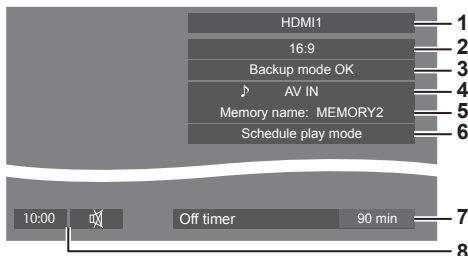 HDMI1 1
16:9 2
Backup mode OK 3
♪ AV IN 4
Memory name: MEMORY2 5
Schedule play mode 6
10:00 Off timer 90 min 7
8